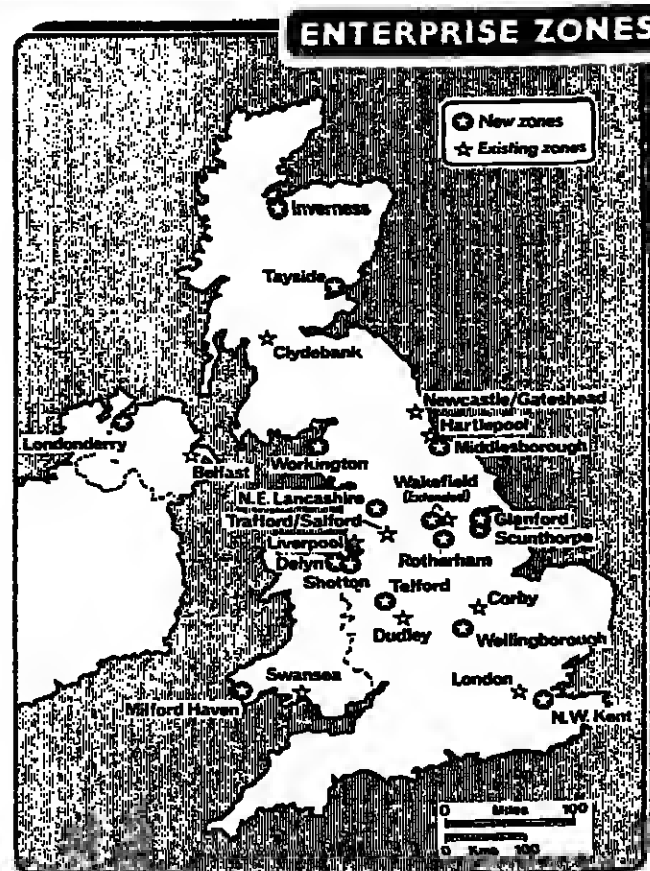 ENTERPRISE ZONES
New zones
Existing zones
Inverness
Tayside
Clydebank
Newcastle/Gateshead
Hartlepool
Middlesborough
Londonderry
Belfast
Workington
Wakefield
(Extended)
N.E. Lancashire
Trafford/Salford
Glanford
Scunthorpe
Liverpool
Rotherham
Delyn
Shotton
Telford
Corby
Dudley
Wellingborough
Swansea
London
Milford Haven
N.W. Kent
0 Miles 100
0 Kms 100